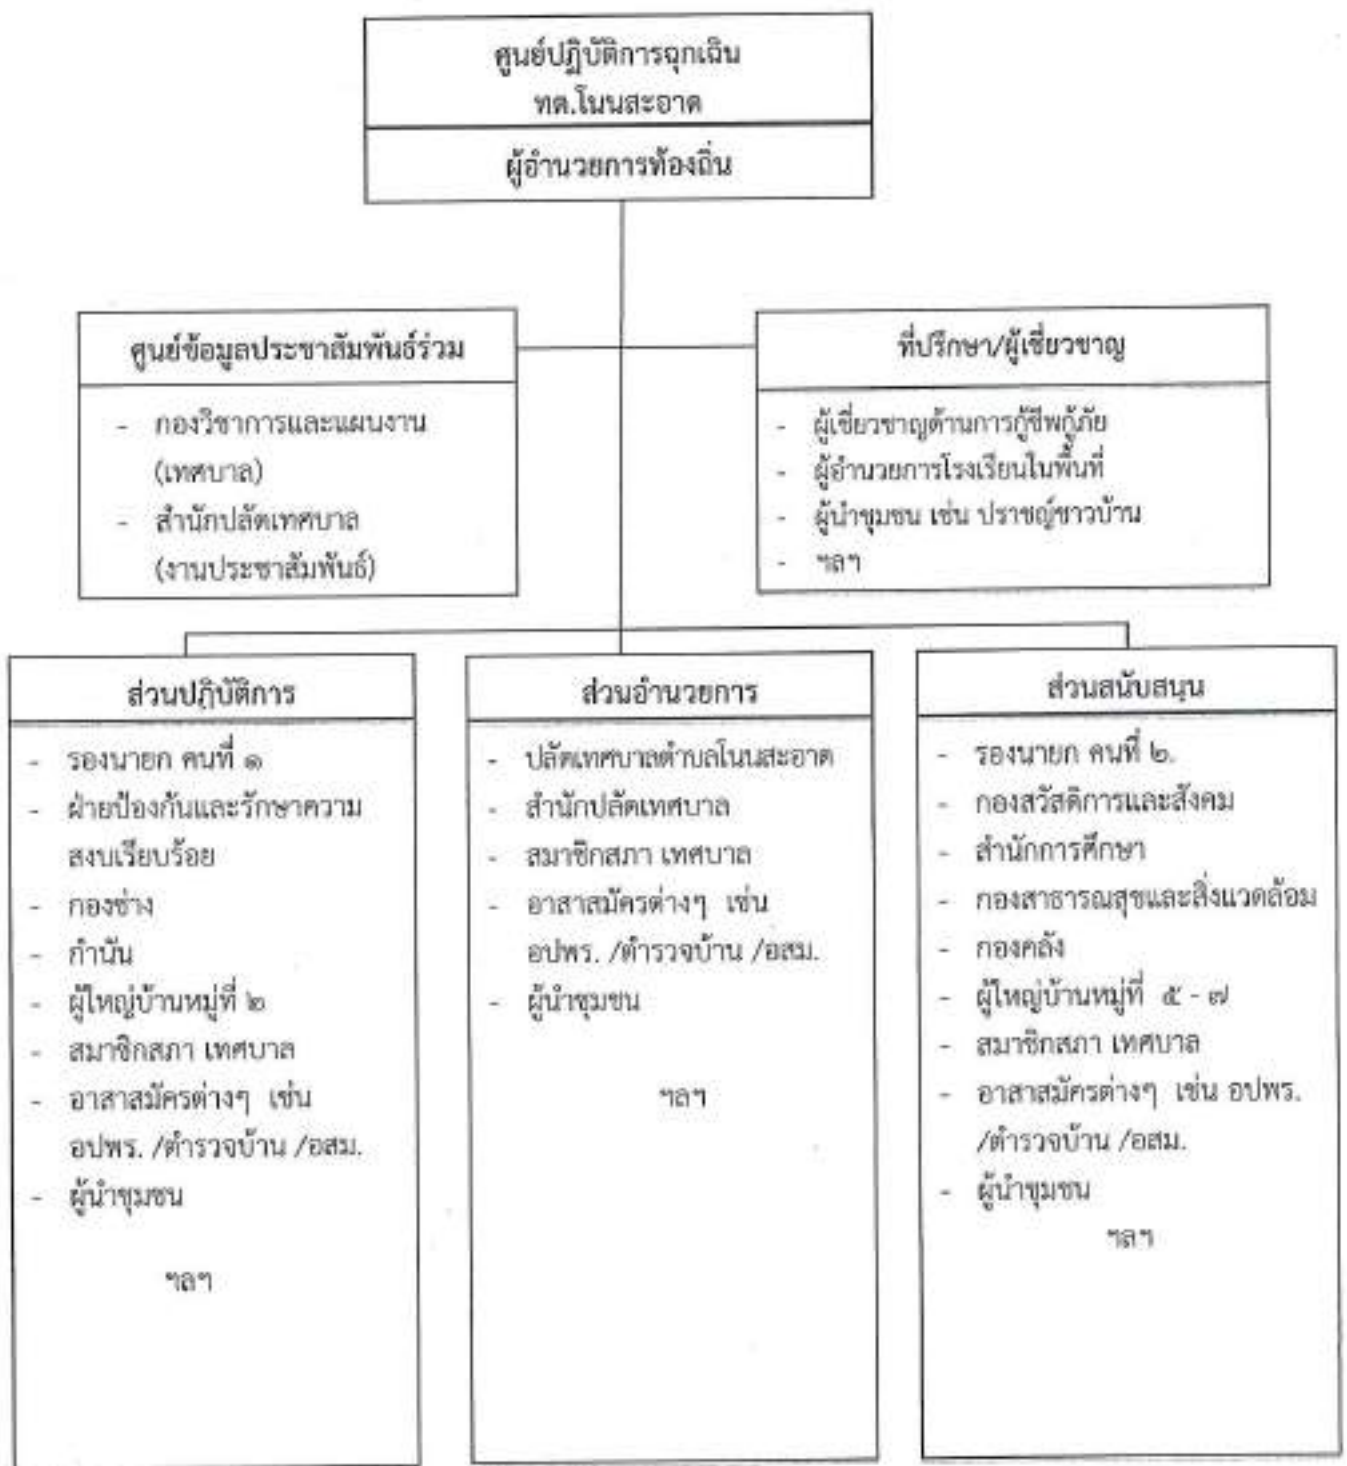 ศูนย์ปฏิบัติการฉุกเฉิน
ทต.โนนสะอาด
ผู้อำนวยการท้องถิ่น
ศูนย์ข้อมูลประชาสัมพันธ์ร่วม
- กองวิชาการและแผนงาน
(เทศบาล)
- สำนักปลัดเทศบาล
(งานประชาสัมพันธ์)
ที่ปรึกษา/ผู้เชี่ยวชาญ
- ผู้เชี่ยวชาญด้านการกู้ชีพกู้ภัย
- ผู้อำนวยการโรงเรียนในพื้นที่
- ผู้นำชุมชน เช่น ปราชญ์ชาวบ้าน
- ฯลฯ
ส่วนปฏิบัติการ
- รองนายก คนที่ ๑
- ฝ่ายป้องกันและรักษาความ
สงบเรียบร้อย
- กองช่าง
- กำนัน
- ผู้ใหญ่บ้านหมู่ที่ ๒
- สมาชิกสภา เทศบาล
- อาสาสมัครต่างๆ เช่น
อปพร. /ตำรวจบ้าน /อสม.
- ผู้นำชุมชน
ฯลฯ
ส่วนอำนวยการ
- ปลัดเทศบาลตำบลโนนสะอาด
- สำนักปลัดเทศบาล
- สมาชิกสภา เทศบาล
- อาสาสมัครต่างๆ เช่น
อปพร. /ตำรวจบ้าน /อสม.
- ผู้นำชุมชน
ฯลฯ
ส่วนสนับสนุน
- รองนายก คนที่ ๒.
- กองสวัสดิการและสังคม
- สำนักการศึกษา
- กองสาธารณสุขและสิ่งแวดล้อม
- กองคลัง
- ผู้ใหญ่บ้านหมู่ที่ ๕ - ๗
- สมาชิกสภา เทศบาล
- อาสาสมัครต่างๆ เช่น อปพร.
/ตำรวจบ้าน /อสม.
- ผู้นำชุมชน
ฯลฯ